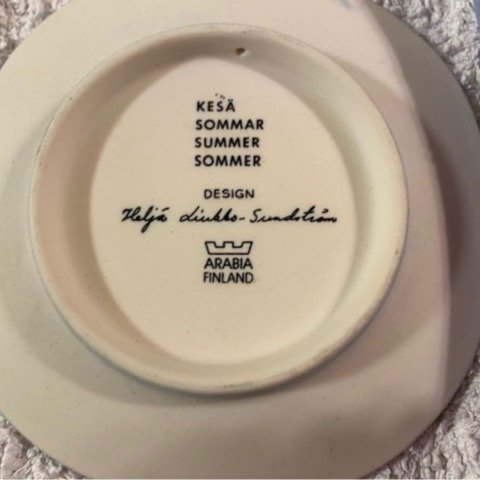 KESÄ
SOMMAR
SUMMER
SOMMER
DESIGN
Heljä Liukko-Sundström
ARABIA
FINLAND